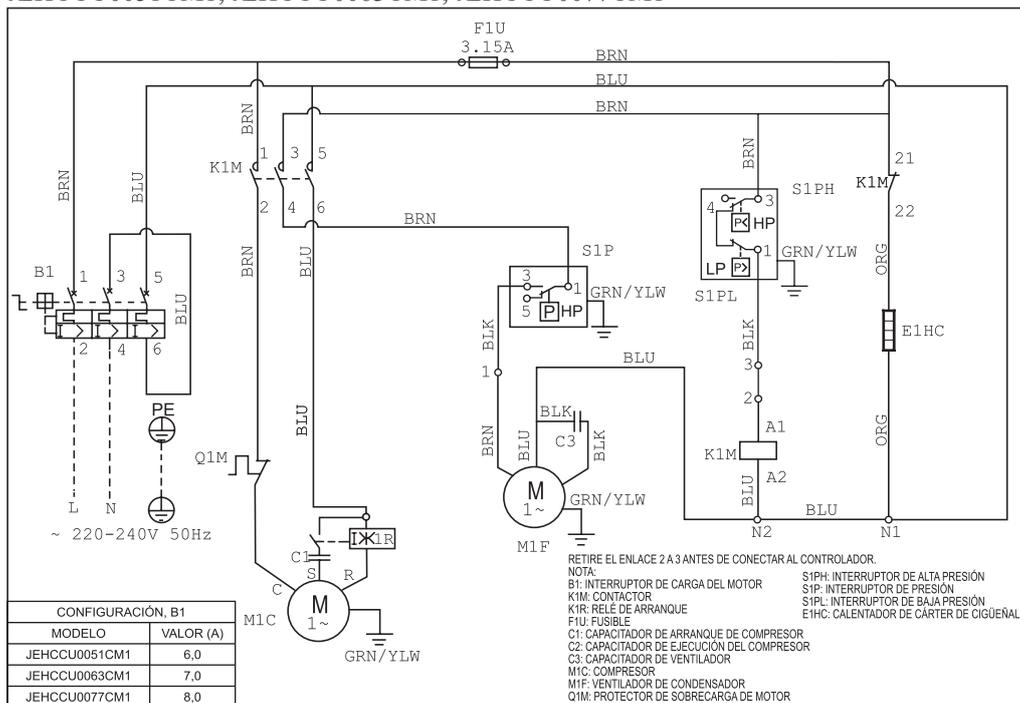 F1U
3.15A
BRN
BLU
BRN
BRN
BRN
BLU
BRN
K1M
1
3
5
2
4
6
BRN
BRN
BLU
B1
1
3
5
BLU
2
4
6
PE
L
N
~ 220-240V 50Hz
S1PH
4
3
P<
HP
1
LP
P>
S1PL
GRN/YLW
21
K1M
22
ORG
S1P
3
1
5
P
HP
GRN/YLW
BLK
1
BRN
BLU
BLU
BLK
C3
BLK
M
1~
GRN/YLW
M1F
BLK
3
2
A1
K1M
A2
BLU
N2
BLU
N1
E1HC
ORG
Q1M
BLU
I
1R
C1
S
R
C
M
1~
M1C
GRN/YLW
RETIRE EL ENLACE 2 A 3 ANTES DE CONECTAR AL CONTROLADOR.
NOTA:
B1: INTERRUPTOR DE CARGA DEL MOTOR
K1M: CONTACTOR
K1R: RELÉ DE ARRANQUE
F1U: FUSIBLE
C1: CAPACITADOR DE ARRANQUE DE COMPRESOR
C2: CAPACITADOR DE EJECUCIÓN DEL COMPRESOR
C3: CAPACITADOR DE VENTILADOR
M1C: COMPRESOR
M1F: VENTILADOR DE CONDENSADOR
Q1M: PROTECTOR DE SOBRECARGA DE MOTOR
S1PH: INTERRUPTOR DE ALTA PRESIÓN
S1P: INTERRUPTOR DE PRESIÓN
S1PL: INTERRUPTOR DE BAJA PRESIÓN
E1HC: CALENTADOR DE CÁRTER DE CIGÜEÑAL
CONFIGURACIÓN, B1
MODELO VALOR (A)
JEHCCU0051CM1 6,0
JEHCCU0063CM1 7,0
JEHCCU0077CM1 8,0